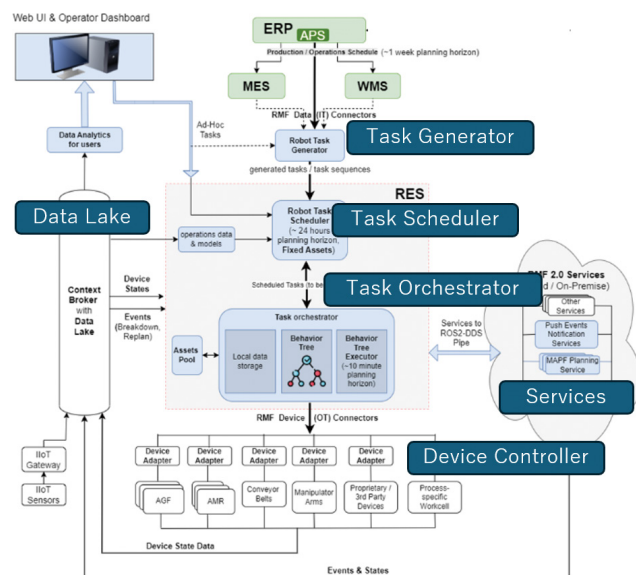 Web UI & Operator Dashboard
ERP
APS
Production / Operations Schedule (~1 week planning horizon)
MES
WMS
RMF Data (IT) Connectors
Data Analytics
for users
Ad-Hoc
Tasks
Robot Task
Generator
Task Generator
generated tasks / task sequences
RES
Data Lake
Robot Task
Scheduler
(~ 24 hours
planning horizon,
Fixed Assets)
Task Scheduler
operations data
& models
Context
Broker
with
Data
Lake
Device
States
Events
(Breakdown,
Replan)
Scheduled Tasks (to be
Task Orchestrator
Task orchestrator
Assets
Pool
Local data
storage
Behavior
Tree
Behavior
Tree
Executor
(~10 minute
planning
horizon)
Services to
ROS2-DDS
Pipe
RMF 2.0 Services
/ On-Premise)
Other
Services
Push Events
Notification
Services
MAPF Planning
Service
Services
RMF Device (OT) Connectors
Device Controller
IIoT
Gateway
IIoT
Sensors
Device
Adapter
Device
Adapter
Device
Adapter
Device
Adapter
Device
Adapter
AGF
AMR
Conveyor
Belts
Manipulator
Arms
Proprietary /
3rd Party
Devices
Process-
specific
Workcell
Device State Data
Events & States